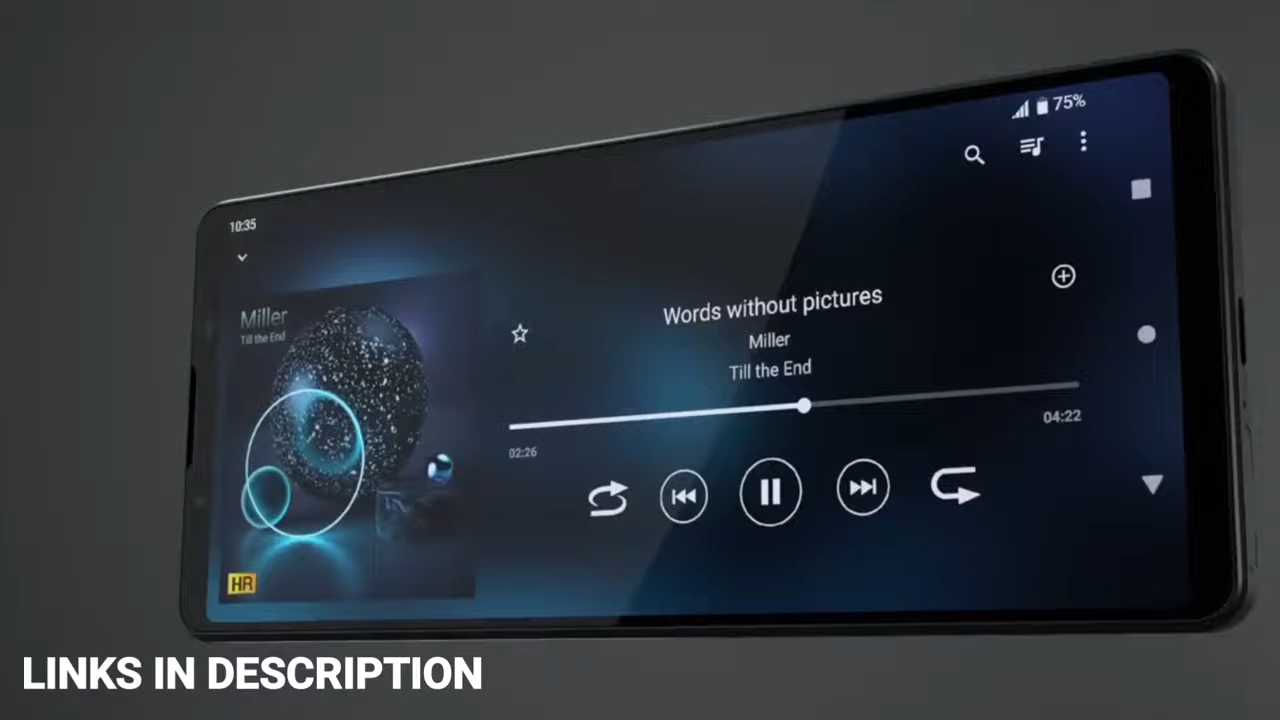 75%
10:35
Miller
Till the End
Words without pictures
Miller
Till the End
02:26
04:22
HR
LINKS IN DESCRIPTION